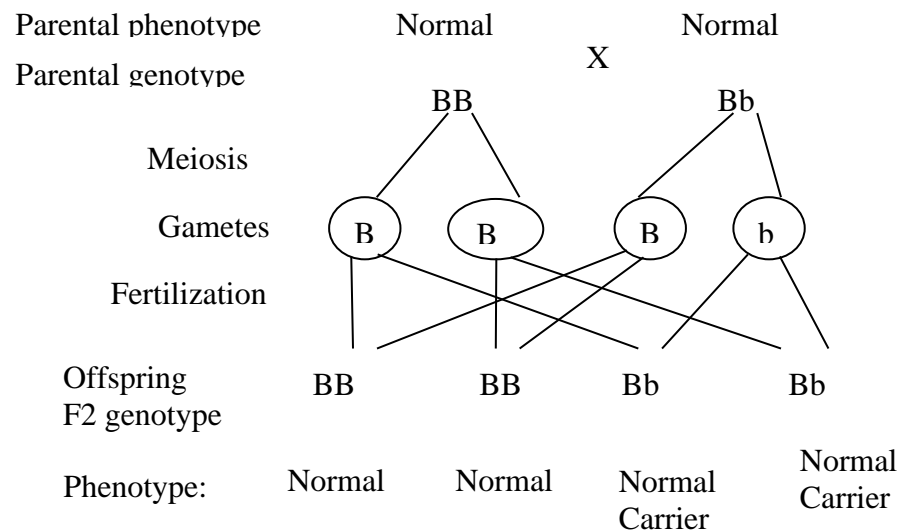 Parental phenotype Normal Normal
X
Parental genotype
BB Bb
Meiosis
Gametes B B B b
Fertilization
Offspring BB BB Bb Bb
F2 genotype
Phenotype: Normal Normal Normal Normal
Carrier Carrier